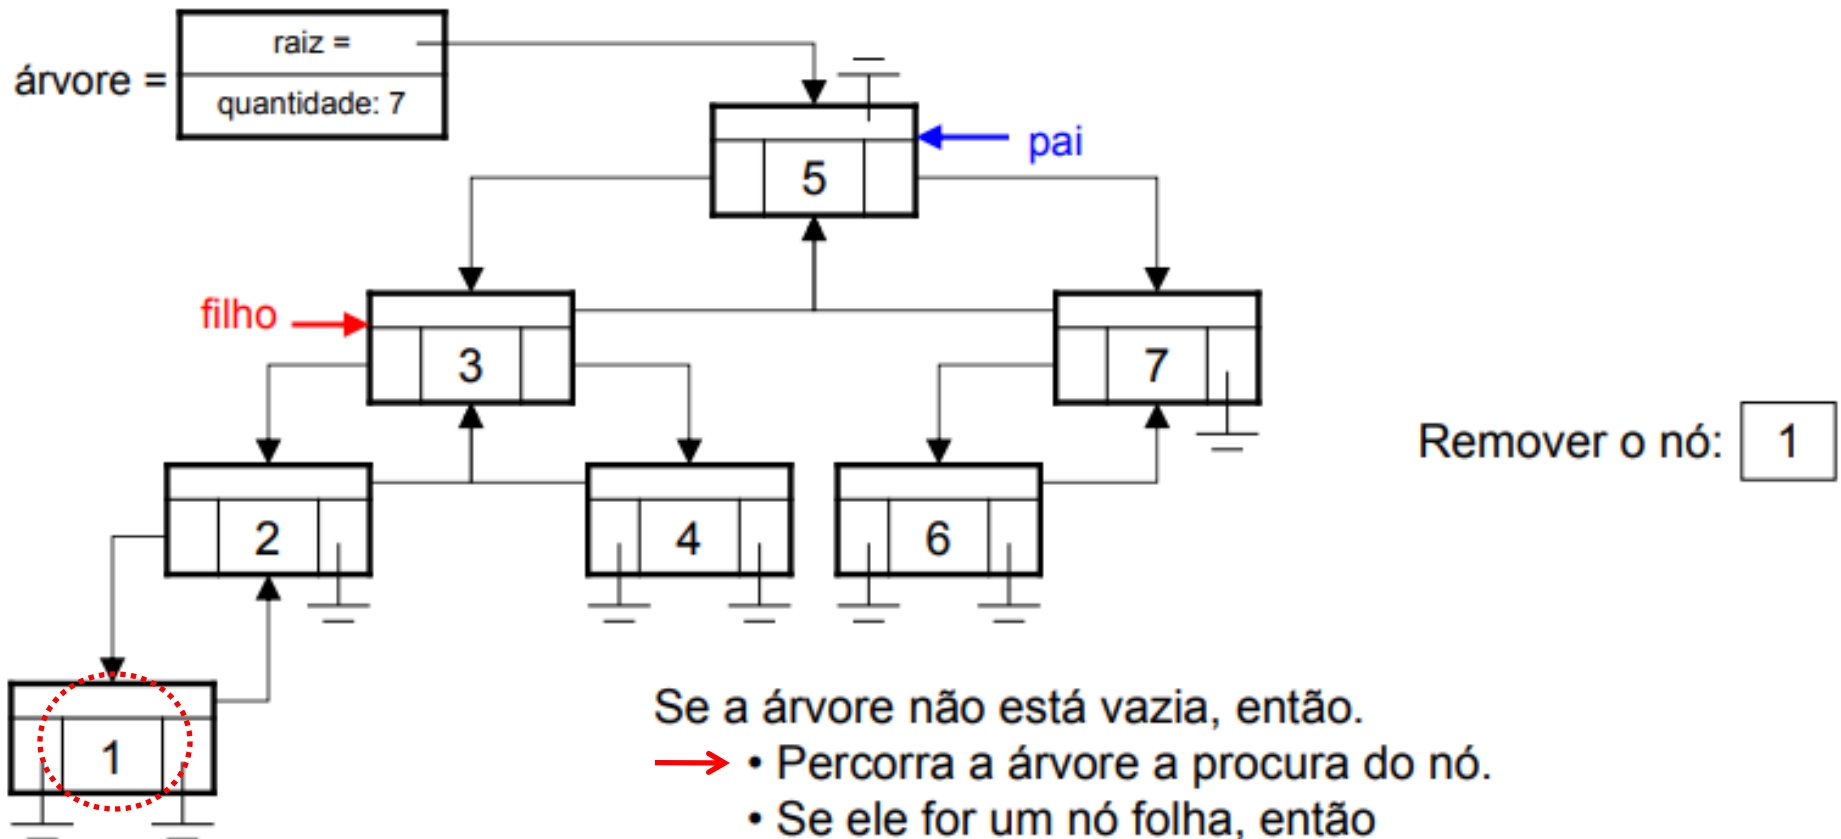 raiz =
árvore =
quantidade: 7
pai
5
filho
3
7
Remover o nó: 1
2
4
6
1
Se a árvore não está vazia, então.
• Percorra a árvore a procura do nó.
• Se ele for um nó folha, então